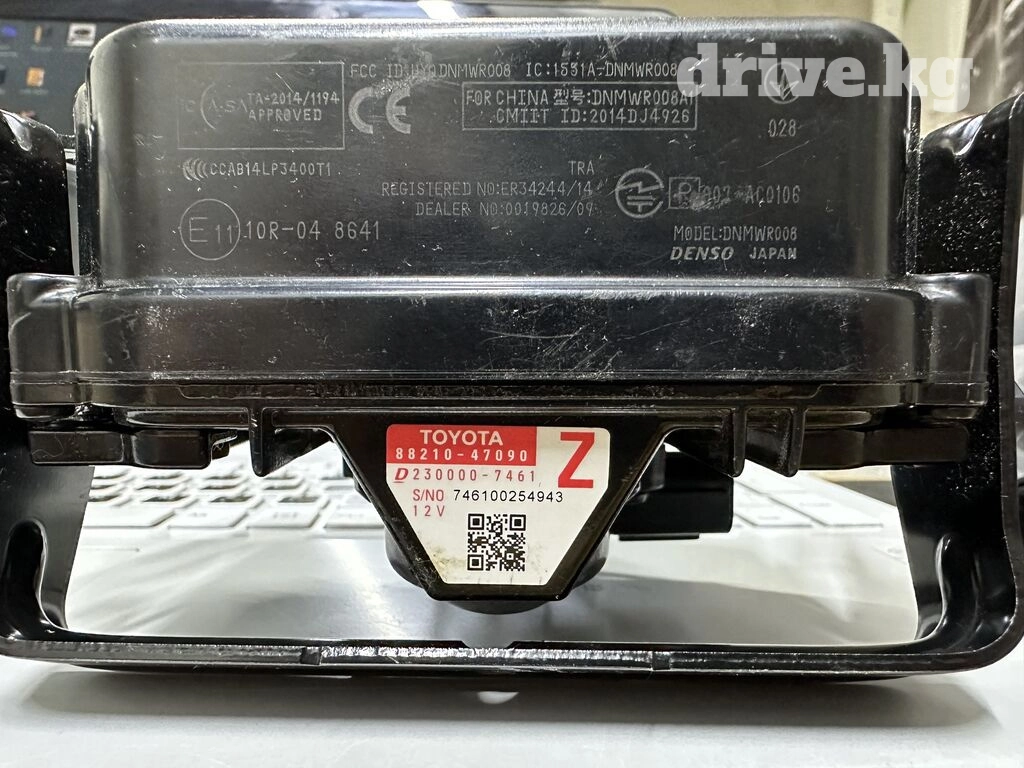 drive.kg
FCC ID:HYQDNMWR008 IC:1551A-DNMWR008
TA-2014/1194
APPROVED
CE
FOR CHINA 型号:DNMWR008A1
CMIIT ID:2014DJ4926
028
CCAB14LP3400T1
TRA
REGISTERED NO:ER34244/14
DEALER NO:0019826/09
R
AC0106
E11 10R-04 8641
MODEL:DNMWR008
DENSO JAPAN
TOYOTA
88210-47090
D 230000-7461
Z
S/NO 746100254943
12V